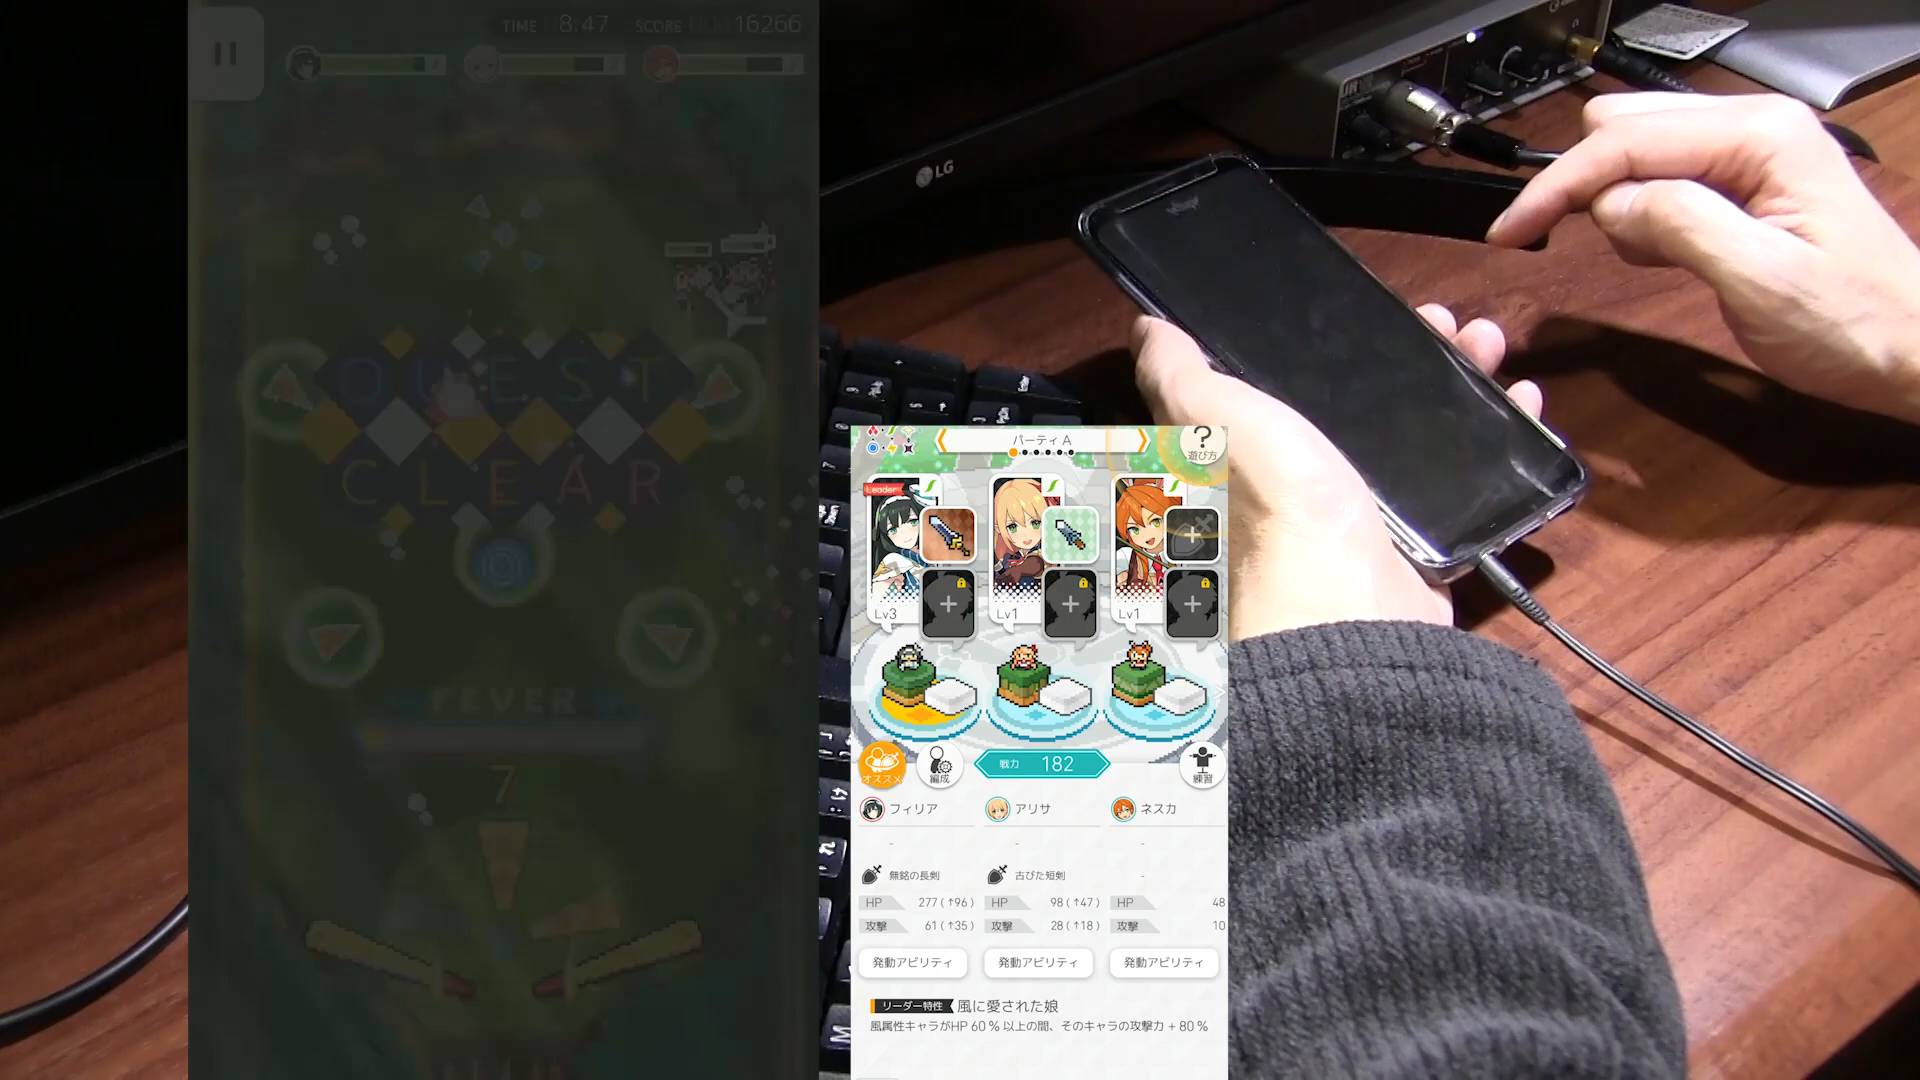 TIME 8:47 SCORE 16266
QUEST
CLEAR
FEVER
7
LG
パーティ A
?
遊び方
Leader
Lv3
Lv1
Lv1
オススメ
編成
戦力 182
練習
フィリア
アリサ
ネスカ
-
-
-
無銘の長剣
古びた短剣
-
HP 277(↑96)
HP 98(↑47)
HP 48
攻撃 61(↑35)
攻撃 28(↑18)
攻撃 10
発動アビリティ
発動アビリティ
発動アビリティ
リーダー特性 風に愛された娘
風属性キャラがHP 60 % 以上の間、そのキャラの攻撃力 + 80 %